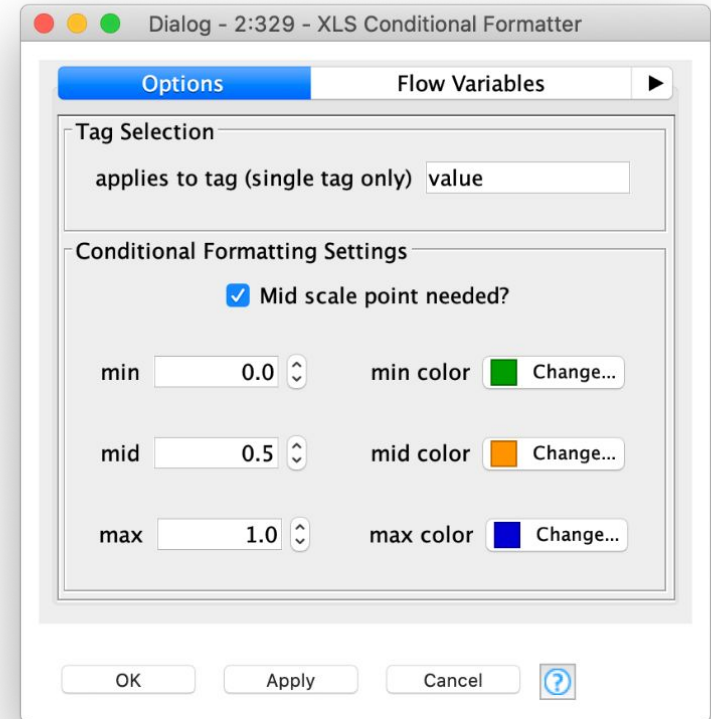 Dialog - 2:329 - XLS Conditional Formatter
Options Flow Variables
Tag Selection
applies to tag (single tag only) value
Conditional Formatting Settings
Mid scale point needed?
min 0.0 min color Change...
mid 0.5 mid color Change...
max 1.0 max color Change...
OK Apply Cancel ?